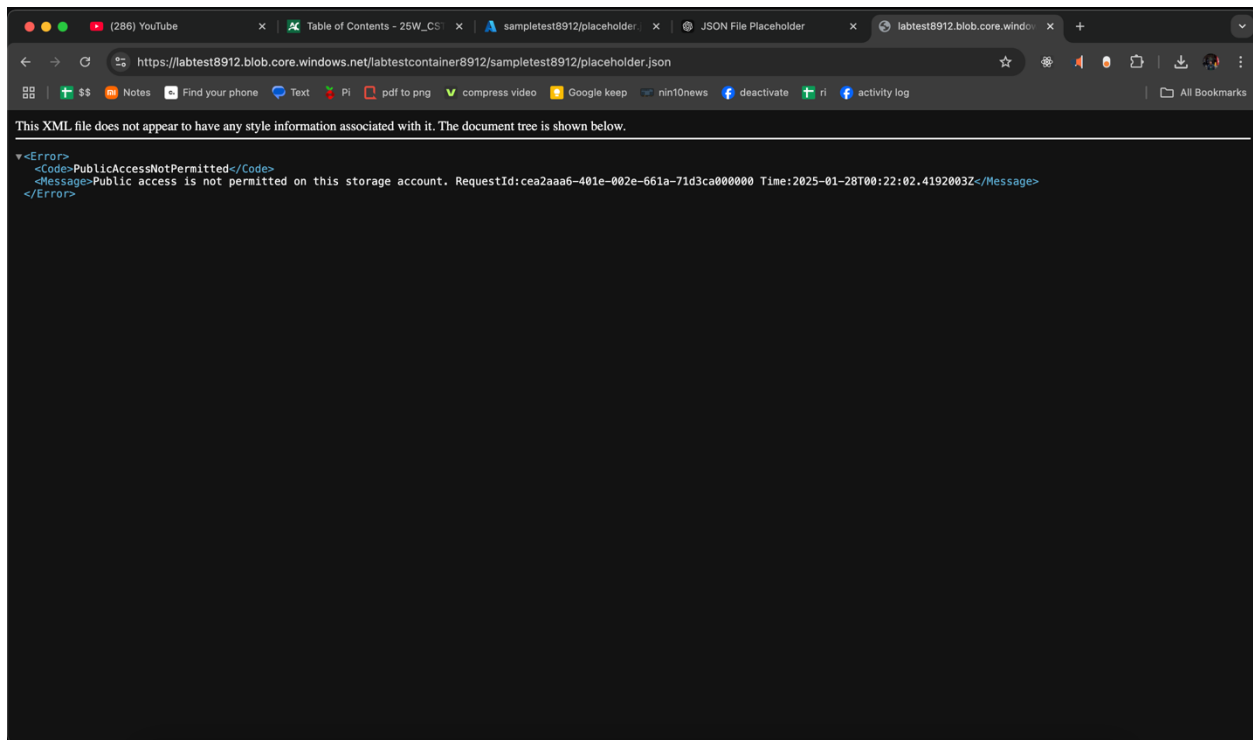 (286) YouTube
Table of Contents - 25W_CST
sampletest8912/placeholder.j
JSON File Placeholder
labtest8912.blob.core.window
https://labtest8912.blob.core.windows.net/labtestcontainer8912/sampletest8912/placeholder.json
$$ Notes Find your phone Text Pi pdf to png compress video Google keep nin10news deactivate ri activity log All Bookmarks
This XML file does not appear to have any style information associated with it. The document tree is shown below.
▼<Error>
<Code>PublicAccessNotPermitted</Code>
<Message>Public access is not permitted on this storage account. RequestId:cea2aaa6-401e-002e-661a-71d3ca000000 Time:2025-01-28T00:22:02.4192003Z</Message>
</Error>